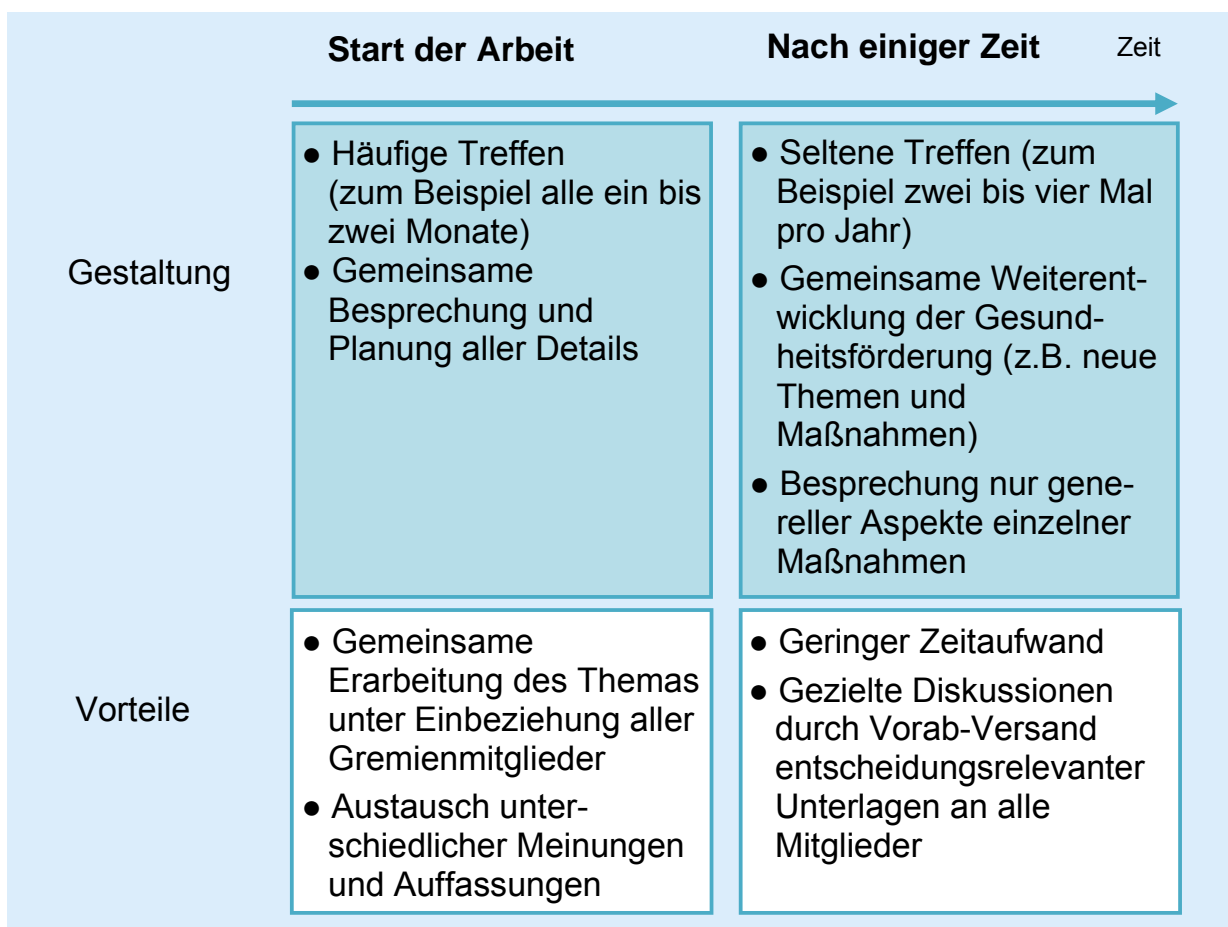 Start der Arbeit
Nach einiger Zeit
Zeit
Gestaltung
● Häufige Treffen
(zum Beispiel alle ein bis
zwei Monate)
● Gemeinsame
Besprechung und
Planung aller Details
● Seltene Treffen (zum
Beispiel zwei bis vier Mal
pro Jahr)
● Gemeinsame Weiterent-
wicklung der Gesund-
heitsförderung (z.B. neue
Themen und
Maßnahmen)
● Besprechung nur gene-
reller Aspekte einzelner
Maßnahmen
Vorteile
● Gemeinsame
Erarbeitung des Themas
unter Einbeziehung aller
Gremienmitglieder
● Austausch unter-
schiedlicher Meinungen
und Auffassungen
● Geringer Zeitaufwand
● Gezielte Diskussionen
durch Vorab-Versand
entscheidungsrelevanter
Unterlagen an alle
Mitglieder